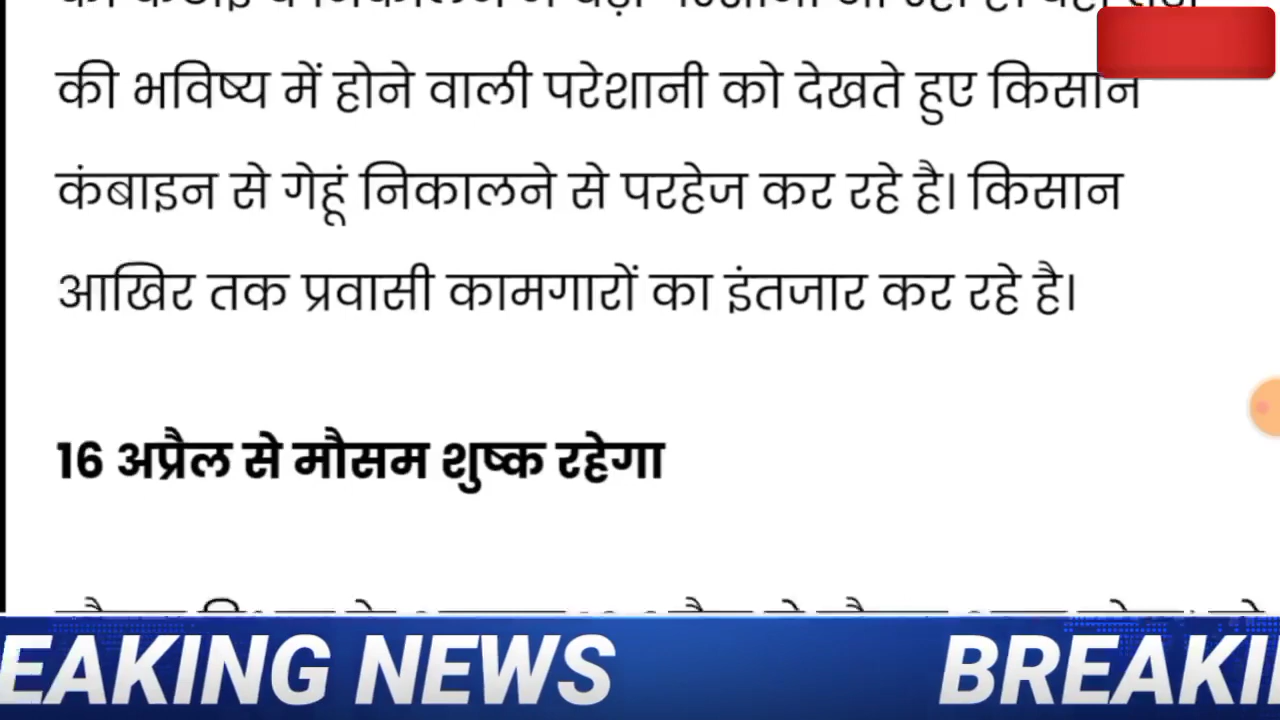 की भविष्य में होने वाली परेशानी को देखते हुए किसान
कंबाइन से गेहूं निकालने से परहेज कर रहे है। किसान
आखिर तक प्रवासी कामगारों का इंतजार कर रहे है।
16 अप्रैल से मौसम शुष्क रहेगा
EAKING NEWS BREAKI